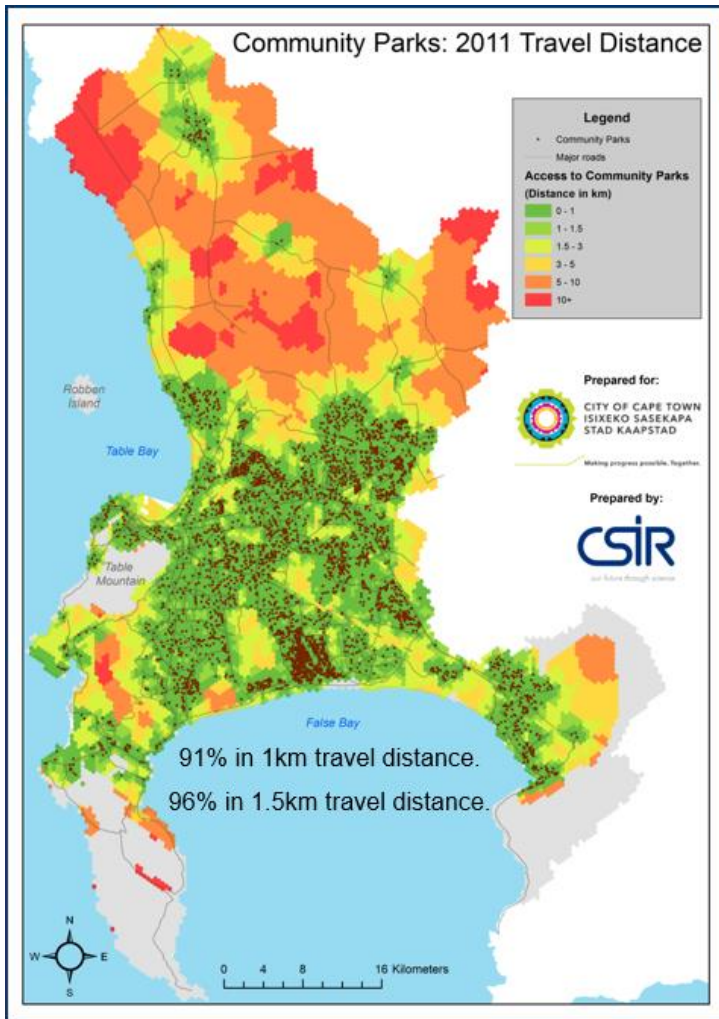 Community Parks: 2011 Travel Distance
Legend
Community Parks
Major roads
Access to Community Parks
(Distance in km)
0 - 1
1 - 1.5
1.5 - 3
3 - 5
5 - 10
10+
Prepared for:
CITY OF CAPE TOWN
ISIXEKO SASEKAPA
STAD KAAPSTAD
Making progress possible. Together.
Prepared by:
CSIR
our future through science
Robben
Island
Table Bay
Table
Mountain
False Bay
91% in 1km travel distance.
96% in 1.5km travel distance.
N
W
E
S
0 4 8 16 Kilometers